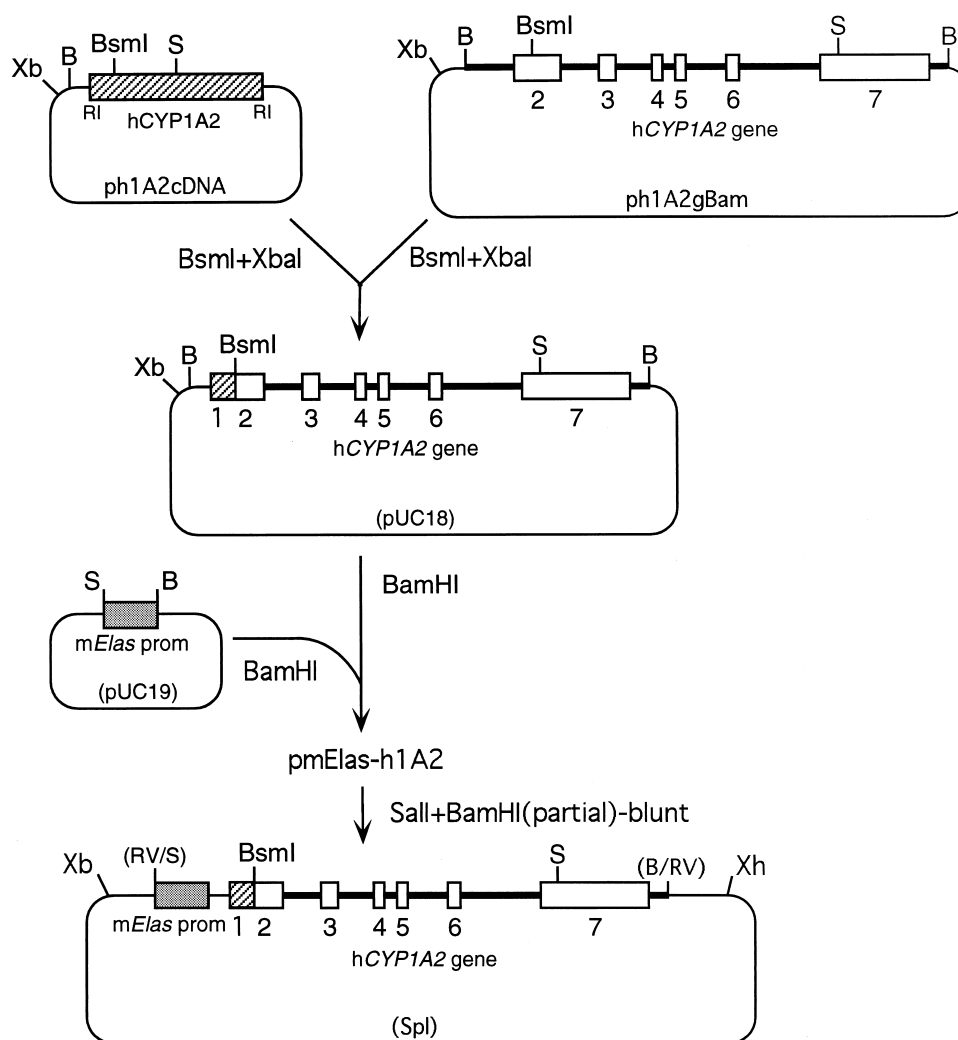 Xb B BsmI S
RI RI
hCYP1A2
ph1A2cDNA
Xb B BsmI S B
2 3 4 5 6 7
hCYP1A2 gene
ph1A2gBam
BsmI+XbaI BsmI+XbaI
Xb B BsmI S B
1 2 3 4 5 6 7
hCYP1A2 gene
(pUC18)
BamHI
S B
mElas prom
(pUC19)
BamHI
pmElas-h1A2
SalI+BamHI(partial)-blunt
Xb (RV/S) BsmI S (B/RV) Xh
mElas prom 1 2 3 4 5 6 7
hCYP1A2 gene
(SpI)